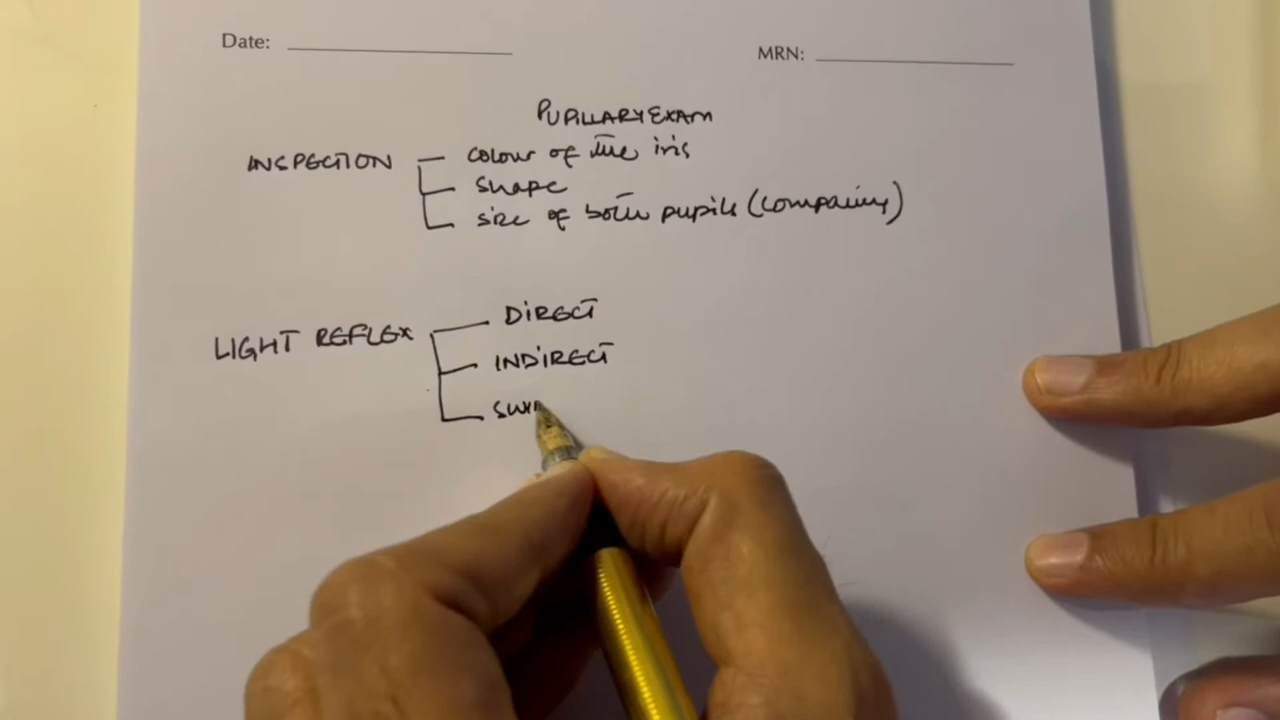 Date: MRN:
PUPILLARY EXAM
INSPECTION colour of the iris
shape
size of both pupils (comparing)
LIGHT REFLEX DIRECT
INDIRECT
SWI